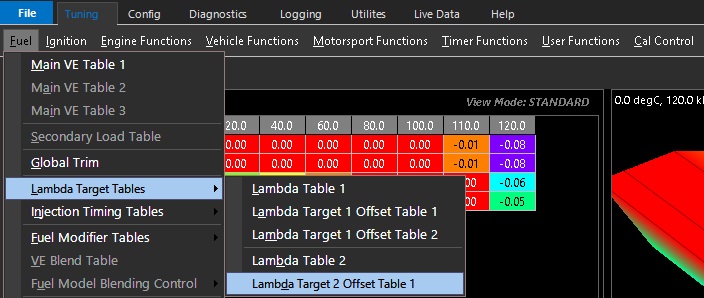 File Tuning Config Diagnostics Logging Utilites Live Data Help
Fuel Ignition Engine Functions Vehicle Functions Motorsport Functions Timer Functions User Functions Cal Control
Main VE Table 1
Main VE Table 2
Main VE Table 3
Secondary Load Table
Global Trim
Lambda Target Tables
Injection Timing Tables
Fuel Modifier Tables
VE Blend Table
Fuel Model Blending Control
Lambda Table 1
Lambda Target 1 Offset Table 1
Lambda Target 1 Offset Table 2
Lambda Table 2
Lambda Target 2 Offset Table 1
View Mode: STANDARD
20.0 40.0 60.0 80.0 100.0 110.0 120.0
0.00 0.00 0.00 0.00 0.00 -0.01 -0.08
0.00 0.00 0.00 0.00 0.00 -0.01 -0.08
00 0.00 -0.06
00 0.00 -0.05
0.0 degC, 120.0 k